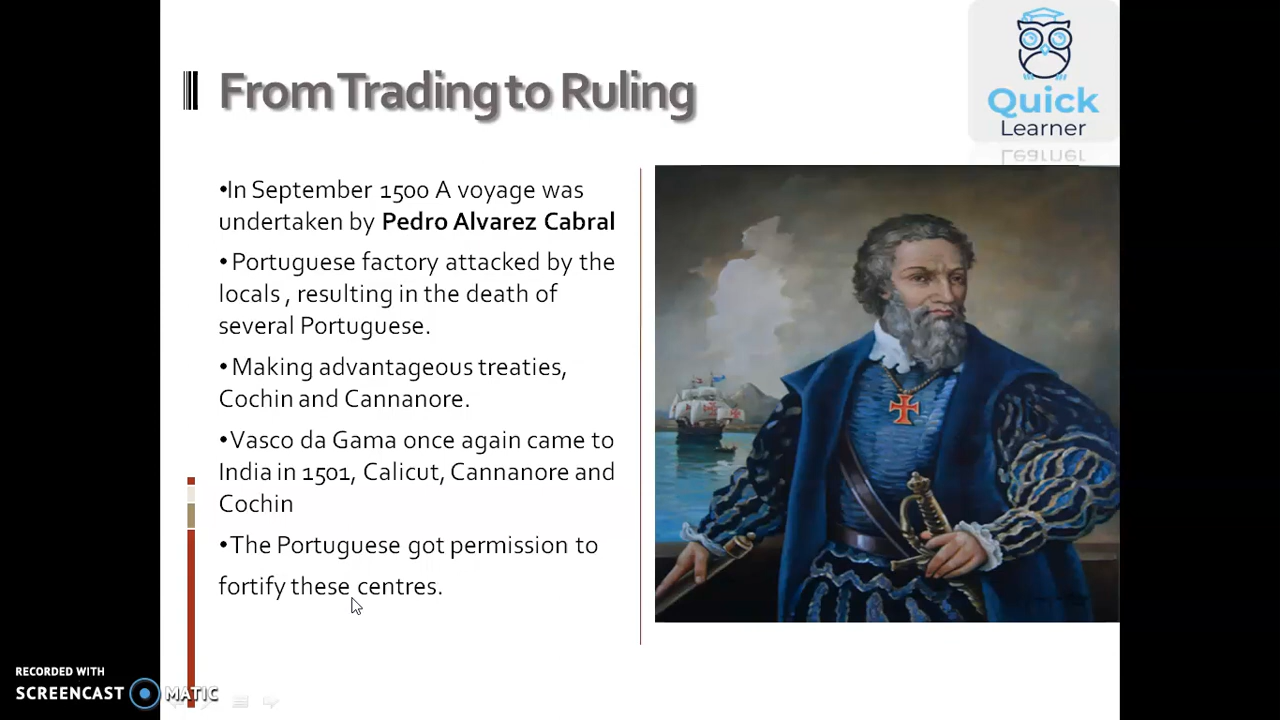 From Trading to Ruling
Quick
Learner
•In September 1500 A voyage was
undertaken by Pedro Alvarez Cabral
• Portuguese factory attacked by the
locals , resulting in the death of
several Portuguese.
• Making advantageous treaties,
Cochin and Cannanore.
•Vasco da Gama once again came to
India in 1501, Calicut, Cannanore and
Cochin
•The Portuguese got permission to
fortify these centres.
RECORDED WITH
SCREENCAST MATIC